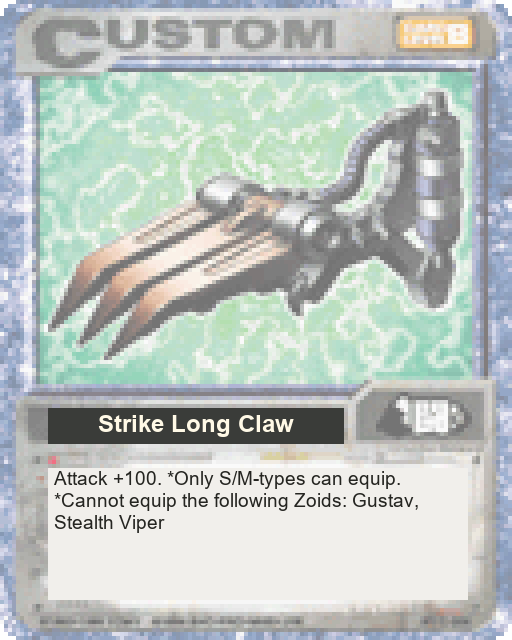 CUSTOM
B
Strike Long Claw
Attack +100. *Only S/M-types can equip.
*Cannot equip the following Zoids: Gustav,
Stealth Viper